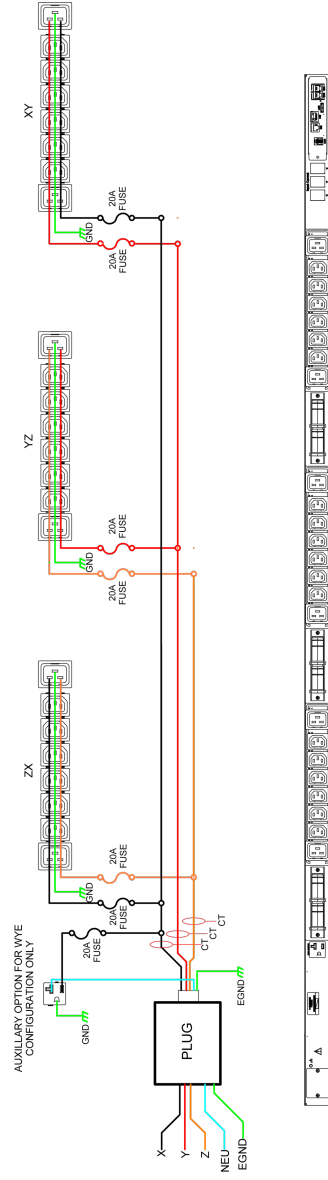 XY
20A
FUSE
GND
20A
FUSE
YZ
20A
FUSE
GND
20A
FUSE
ZX
20A
FUSE
GND
20A
FUSE
AUXILLARY OPTION FOR WYE
CONFIGURATION ONLY
20A
FUSE
GND
CT
CT
CT
EGND
PLUG
X
Y
Z
NEU
EGND